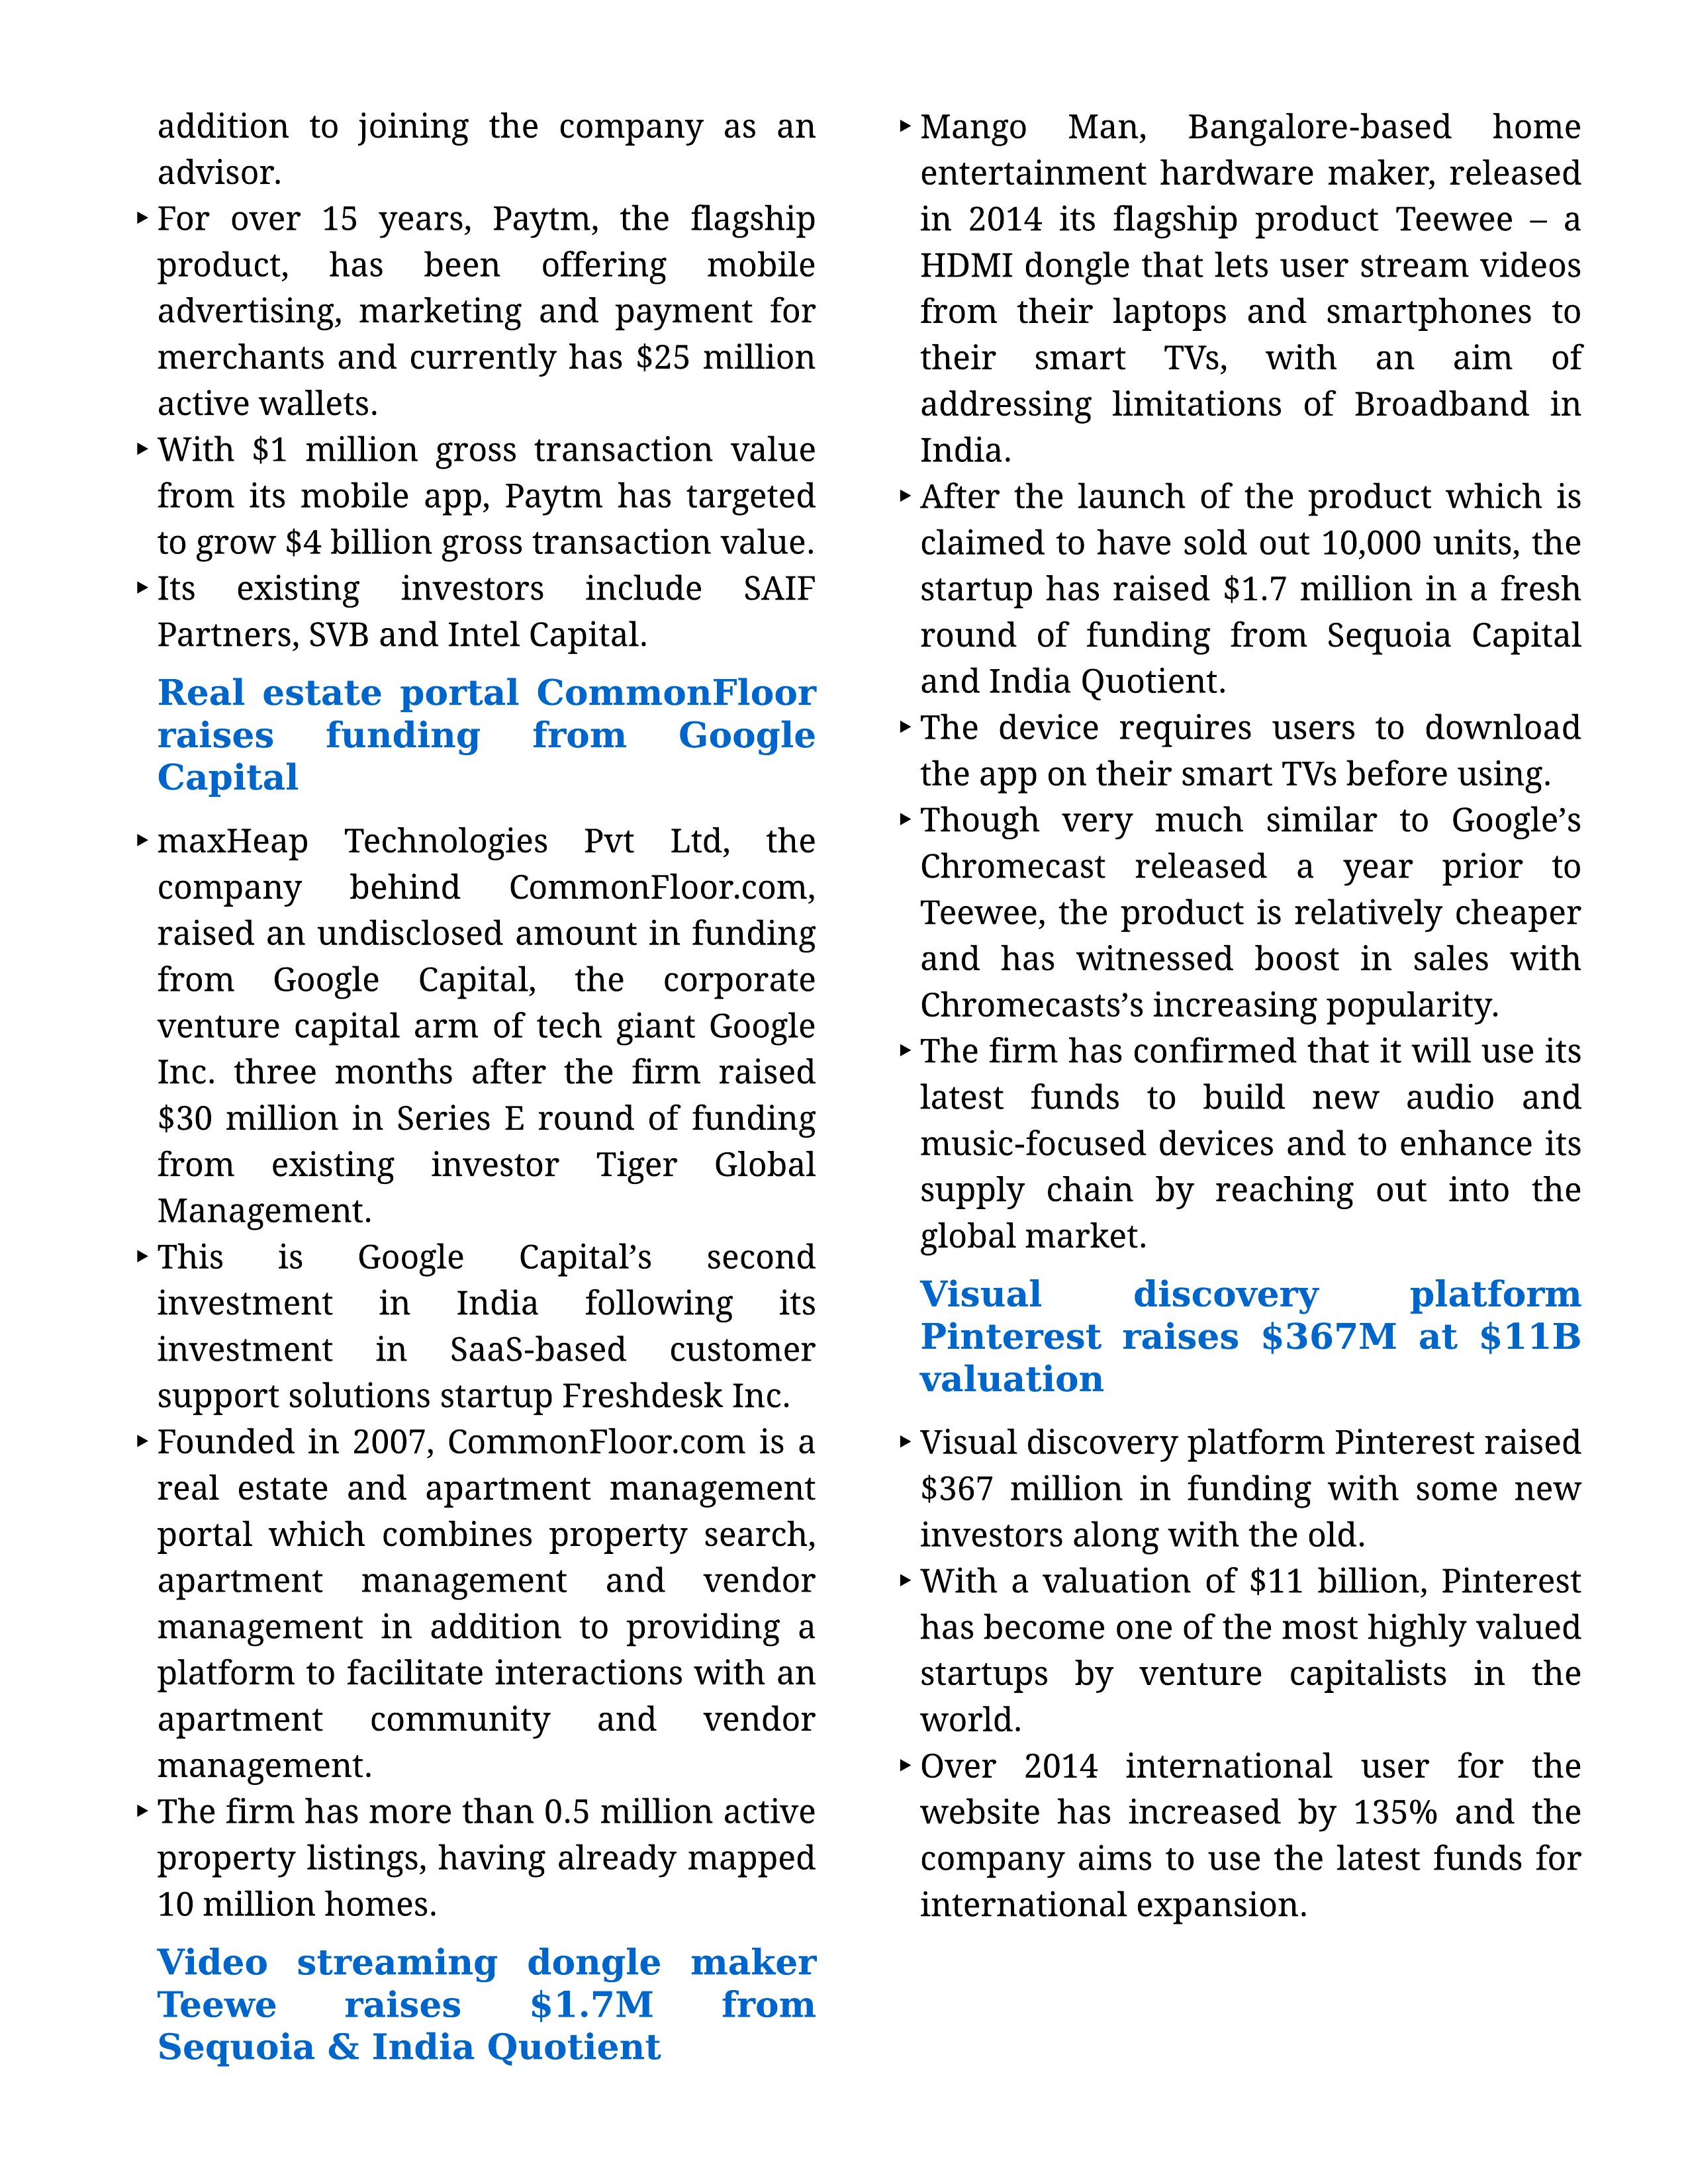 addition to joining the company as an
advisor.
‣ For over 15 years, Paytm, the flagship
product, has been offering mobile
advertising, marketing and payment for
merchants and currently has $25 million
active wallets.
‣ With $1 million gross transaction value
from its mobile app, Paytm has targeted
to grow $4 billion gross transaction value.
‣ Its existing investors include SAIF
Partners, SVB and Intel Capital.
Real estate portal CommonFloor
raises funding from Google
Capital
‣ maxHeap Technologies Pvt Ltd, the
company behind CommonFloor.com,
raised an undisclosed amount in funding
from Google Capital, the corporate
venture capital arm of tech giant Google
Inc. three months after the firm raised
$30 million in Series E round of funding
from existing investor Tiger Global
Management.
‣ This is Google Capital’s second
investment in India following its
investment in SaaS-based customer
support solutions startup Freshdesk Inc.
‣ Founded in 2007, CommonFloor.com is a
real estate and apartment management
portal which combines property search,
apartment management and vendor
management in addition to providing a
platform to facilitate interactions with an
apartment community and vendor
management.
‣ The firm has more than 0.5 million active
property listings, having already mapped
10 million homes.
Video streaming dongle maker
Teewe raises $1.7M from
Sequoia & India Quotient
‣ Mango Man, Bangalore-based home
entertainment hardware maker, released
in 2014 its flagship product Teewee – a
HDMI dongle that lets user stream videos
from their laptops and smartphones to
their smart TVs, with an aim of
addressing limitations of Broadband in
India.
‣ After the launch of the product which is
claimed to have sold out 10,000 units, the
startup has raised $1.7 million in a fresh
round of funding from Sequoia Capital
and India Quotient.
‣ The device requires users to download
the app on their smart TVs before using.
‣ Though very much similar to Google’s
Chromecast released a year prior to
Teewee, the product is relatively cheaper
and has witnessed boost in sales with
Chromecasts’s increasing popularity.
‣ The firm has confirmed that it will use its
latest funds to build new audio and
music-focused devices and to enhance its
supply chain by reaching out into the
global market.
Visual discovery platform
Pinterest raises $367M at $11B
valuation
‣ Visual discovery platform Pinterest raised
$367 million in funding with some new
investors along with the old.
‣ With a valuation of $11 billion, Pinterest
has become one of the most highly valued
startups by venture capitalists in the
world.
‣ Over 2014 international user for the
website has increased by 135% and the
company aims to use the latest funds for
international expansion.